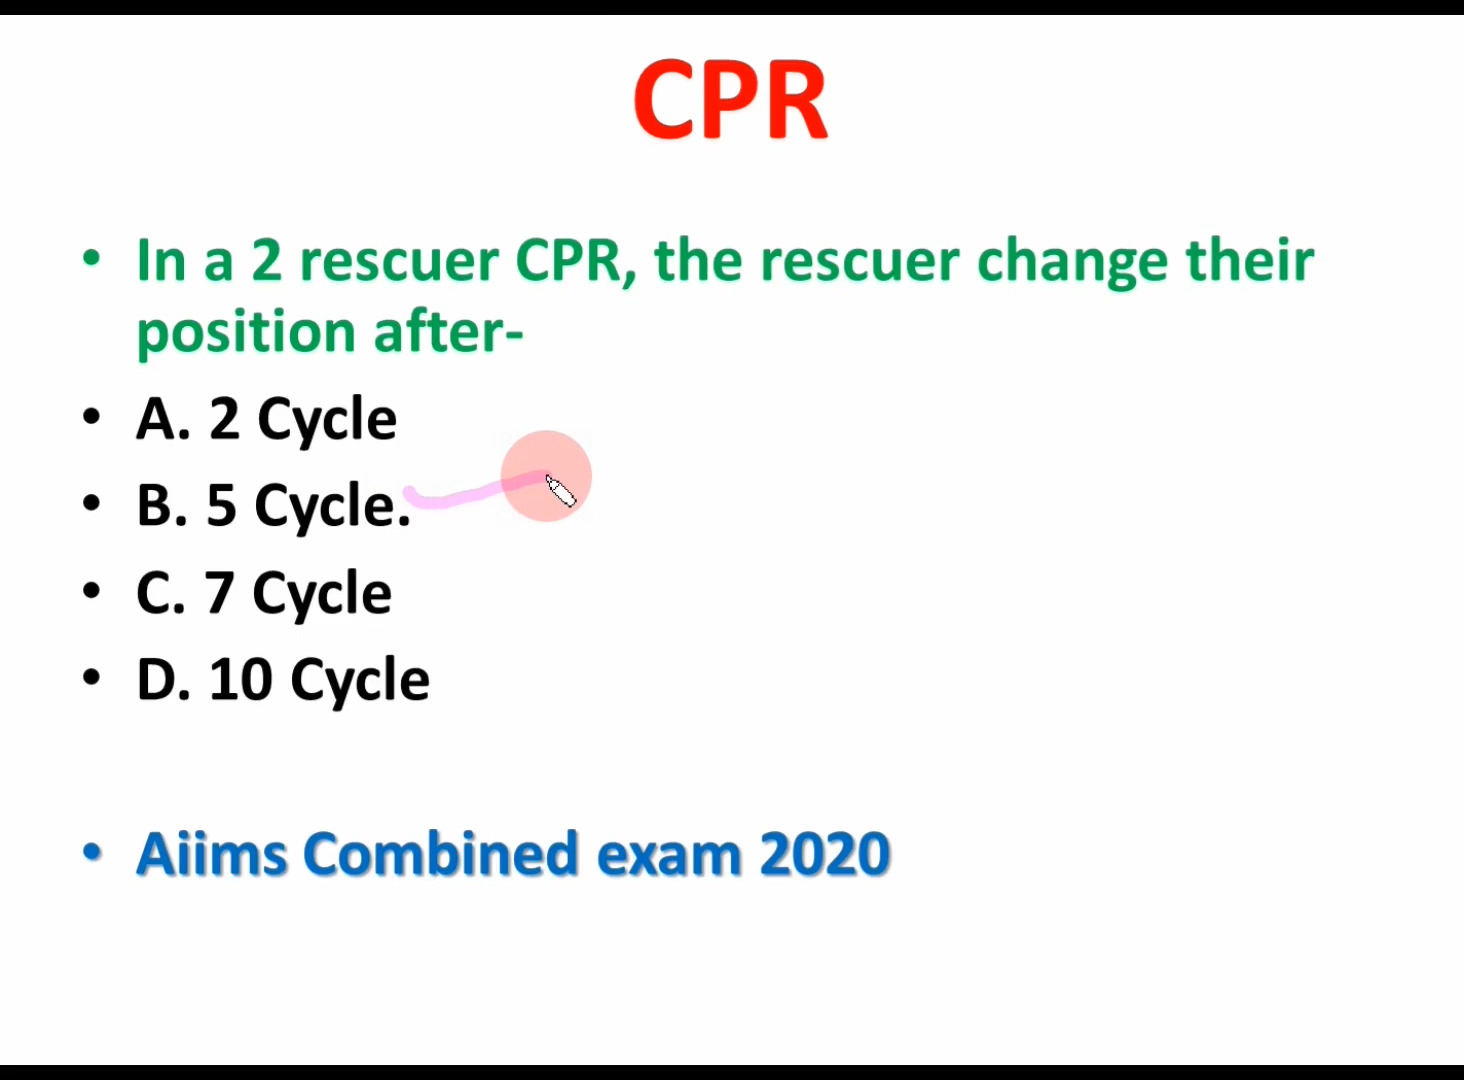 CPR
• In a 2 rescuer CPR, the rescuer change their
position after-
• A. 2 Cycle
• B. 5 Cycle.
• C. 7 Cycle
• D. 10 Cycle
• Aiims Combined exam 2020